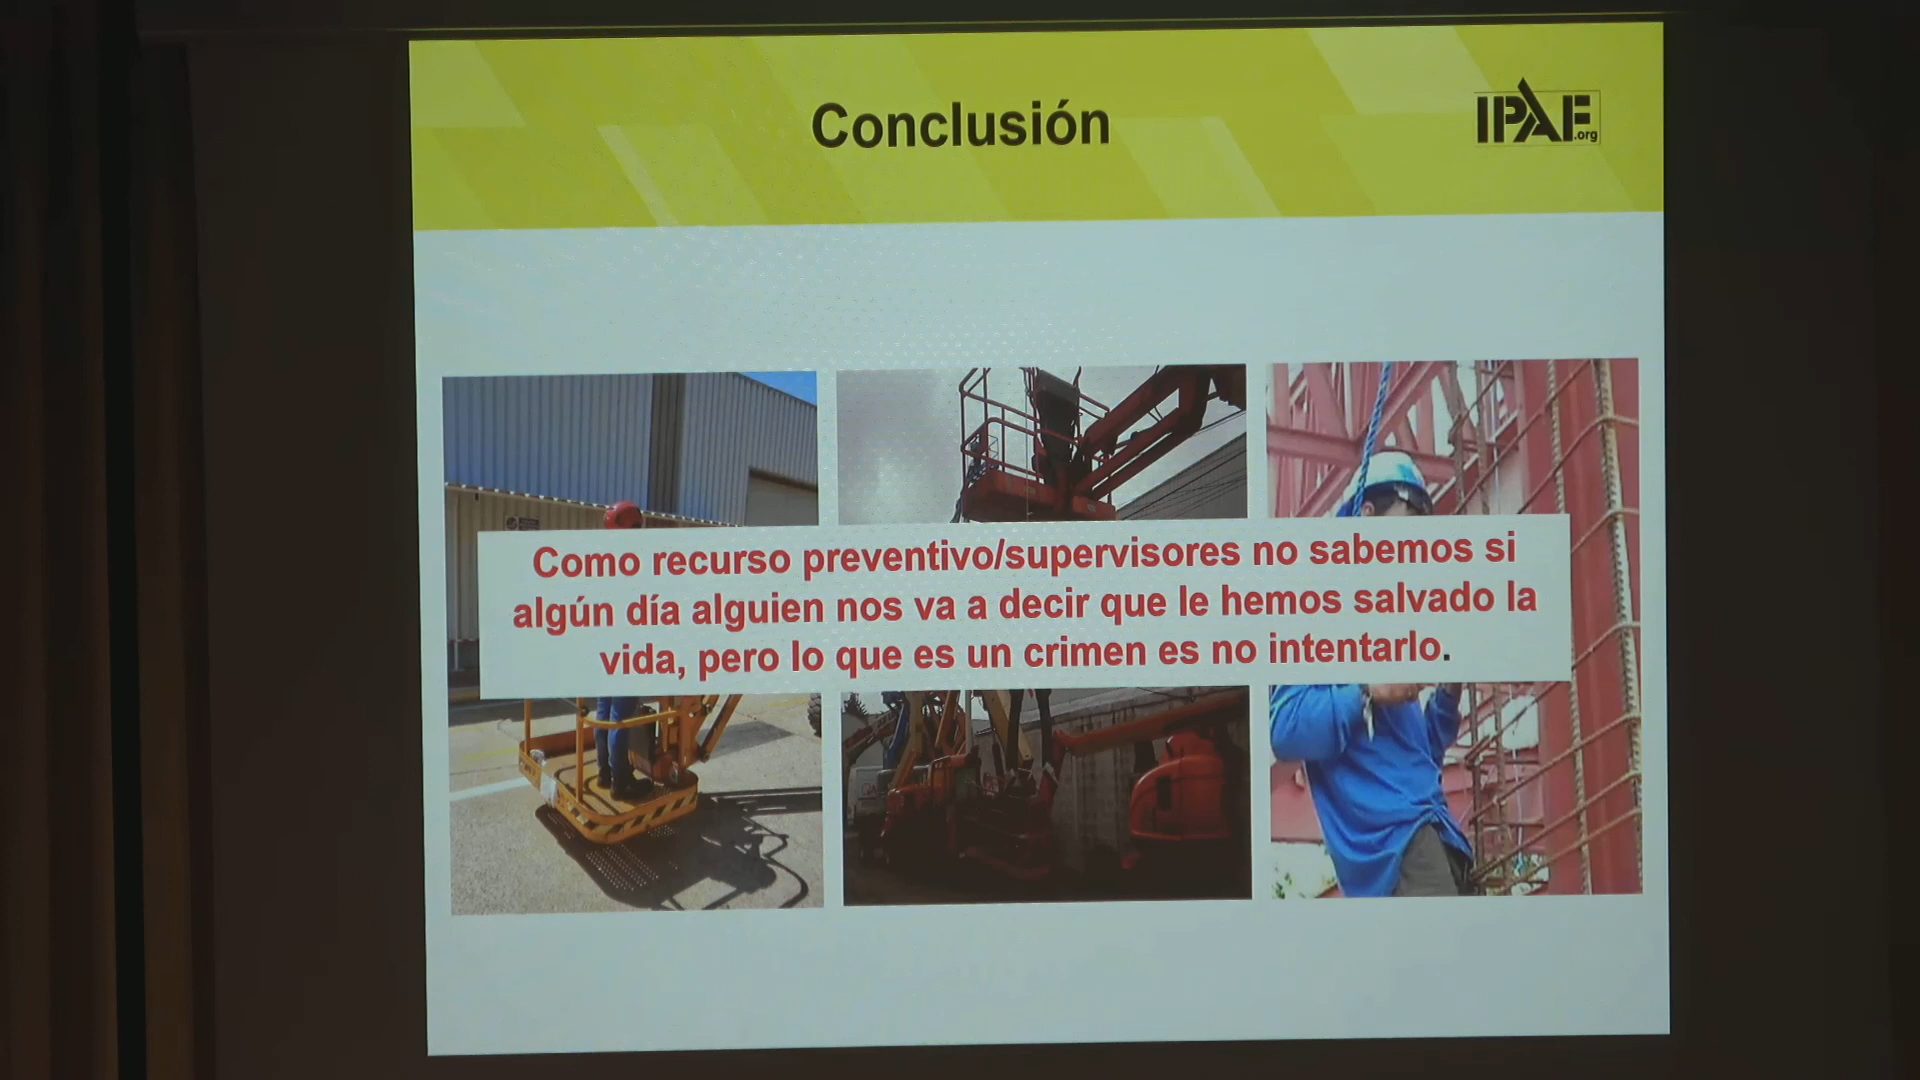 Conclusión
IPAF
.org
Como recurso preventivo/supervisores no sabemos si
algún día alguien nos va a decir que le hemos salvado la
vida, pero lo que es un crimen es no intentarlo.